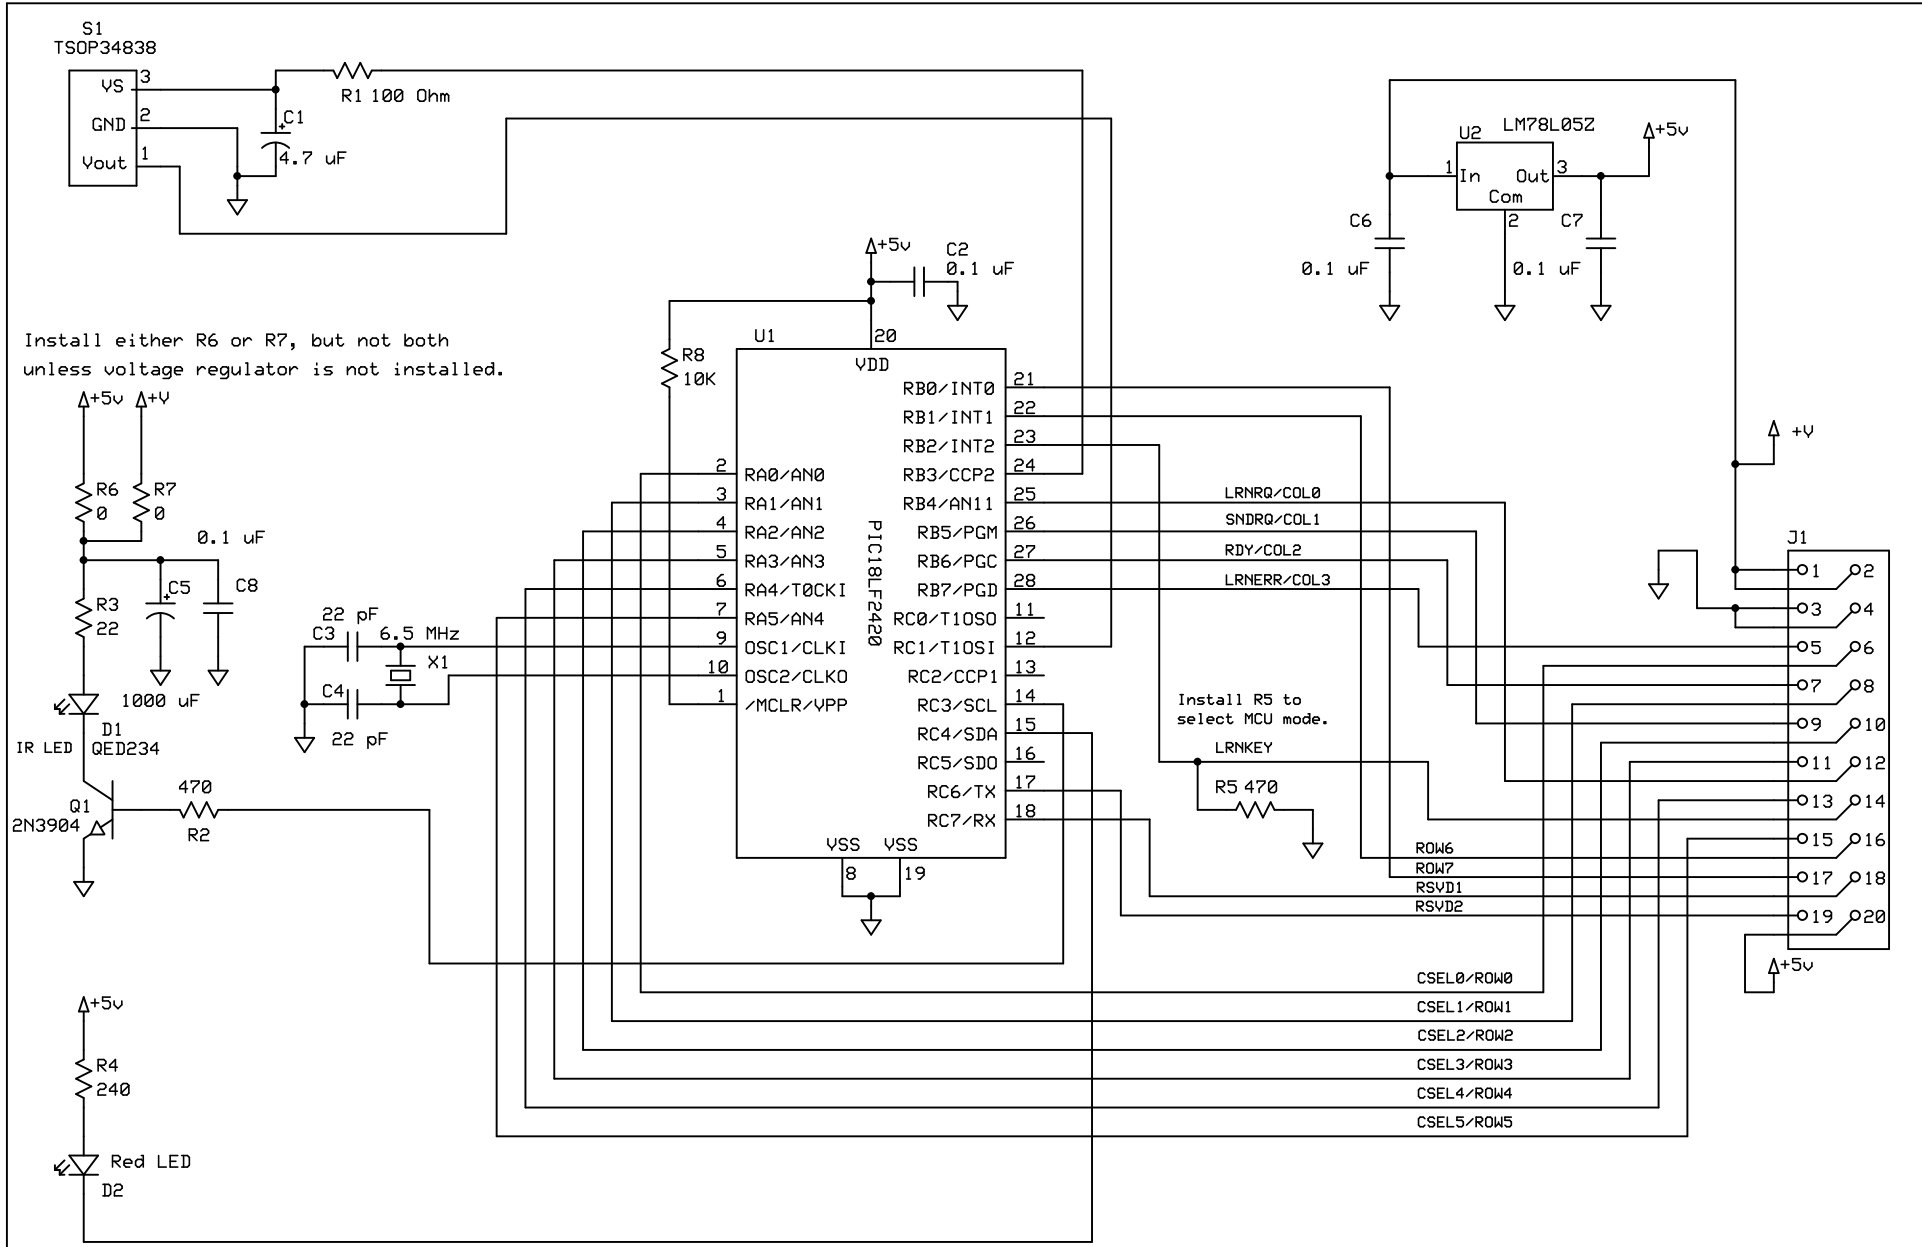 S1
TSOP34838
VS
3
GND
2
Vout
1
R1 100 Ohm
+
C1
4.7 uF
U2
LM78L05Z
+5v
1
In
Out
3
Com
2
C6
0.1 uF
C7
0.1 uF
+5v
C2
0.1 uF
Install either R6 or R7, but not both
unless voltage regulator is not installed.
+5v
+V
R6
0
R7
0
0.1 uF
R3
22
+
C5
C8
1000 uF
D1
IR LED
QED234
Q1
2N3904
470
R2
+5v
R4
240
Red LED
D2
R8
10K
22 pF
C3
6.5 MHz
X1
C4
22 pF
U1
20
VDD
PIC18LF2420
2
RA0/AN0
3
RA1/AN1
4
RA2/AN2
5
RA3/AN3
6
RA4/T0CKI
7
RA5/AN4
9
OSC1/CLKI
10
OSC2/CLKO
1
/MCLR/VPP
RB0/INT0
21
RB1/INT1
22
RB2/INT2
23
RB3/CCP2
24
RB4/AN11
25
RB5/PGM
26
RB6/PGC
27
RB7/PGD
28
RC0/T1OSO
11
RC1/T1OSI
12
RC2/CCP1
13
RC3/SCL
14
RC4/SDA
15
RC5/SDO
16
RC6/TX
17
RC7/RX
18
VSS
VSS
8
19
LRNRQ/COL0
SNDRQ/COL1
RDY/COL2
LRNERR/COL3
Install R5 to
select MCU mode.
LRNKEY
R5 470
ROW6
ROW7
RSVD1
RSVD2
CSEL0/ROW0
CSEL1/ROW1
CSEL2/ROW2
CSEL3/ROW3
CSEL4/ROW4
CSEL5/ROW5
+V
J1
1
2
3
4
5
6
7
8
9
10
11
12
13
14
15
16
17
18
19
20
+5v